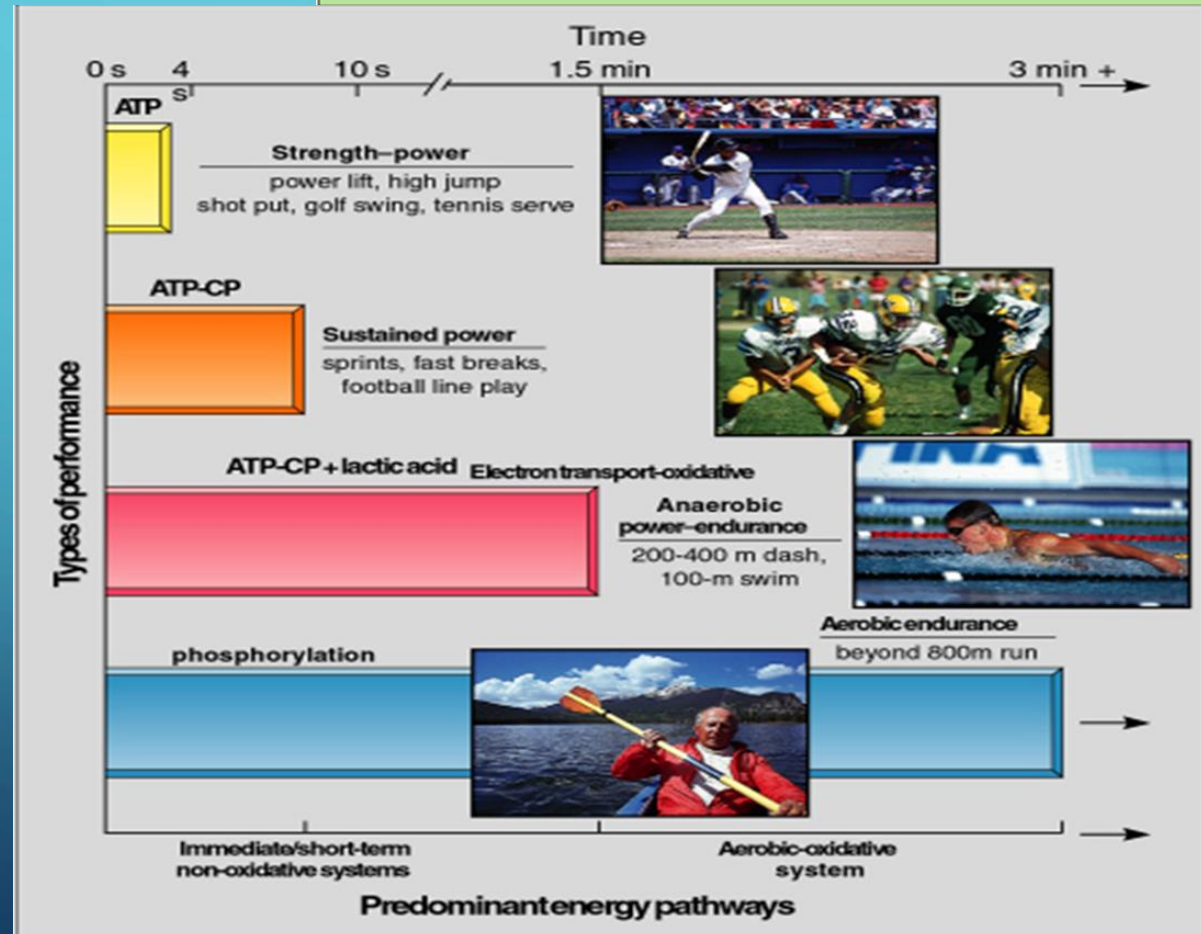 Time
0 s 4 s 10 s 1.5 min 3 min +
ATP
Strength–power
power lift, high jump
shot put, golf swing, tennis serve
ATP-CP
Sustained power
sprints, fast breaks,
football line play
Types of performance
ATP-CP + lactic acid
Electron transport-oxidative
Anaerobic
power–endurance
200-400 m dash,
100-m swim
Aerobic endurance
beyond 800m run
phosphorylation
Immediate/short-term
non-oxidative systems
Aerobic-oxidative
system
Predominant energy pathways